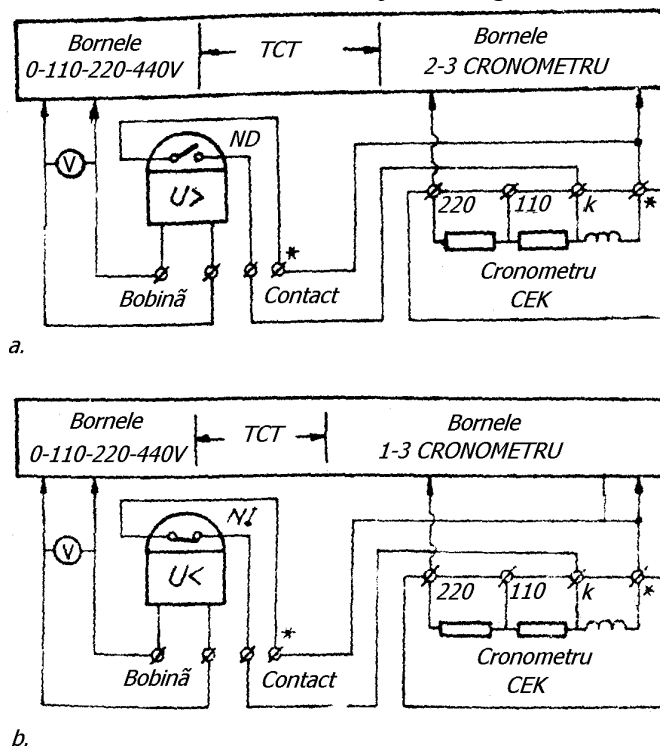 Bornele
0-110-220-440V
TCT
Bornele
2-3 CRONOMETRU
V
ND
U>
220
110
k
*
*
Bobină
Contact
Cronometru
CEK
a.
Bornele
0-110-220-440V
TCT
Bornele
1-3 CRONOMETRU
V
NI
U<
220
110
k
*
*
Bobină
Contact
Cronometru
CEK
b.